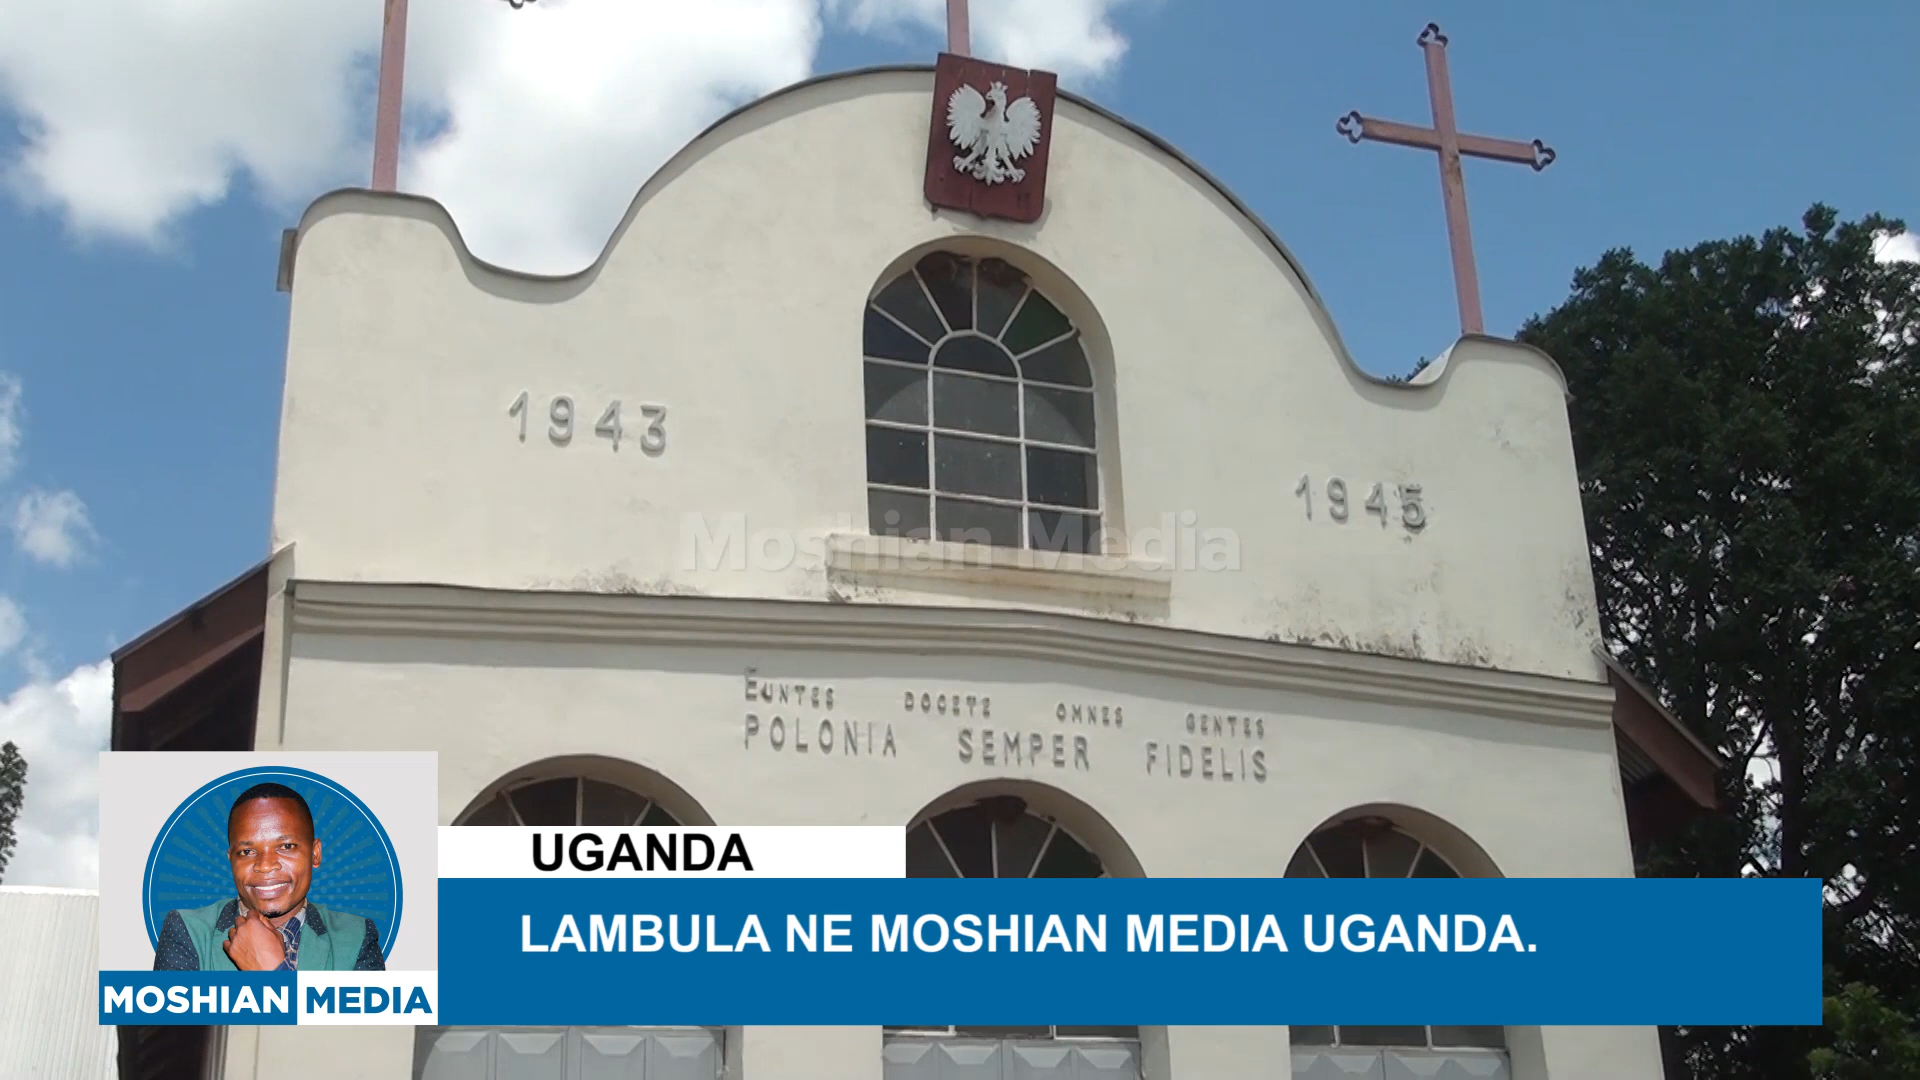 1943
1945
Moshian Media
EUNTES DOCETE OMNES GENTES
POLONIA SEMPER FIDELIS
UGANDA
LAMBULA NE MOSHIAN MEDIA UGANDA.
MOSHIAN MEDIA